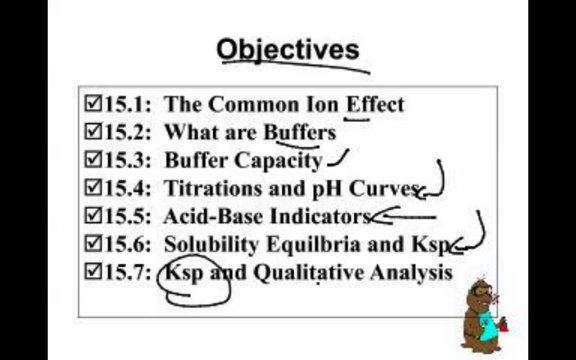 Objectives
☑15.1: The Common Ion Effect
☑15.2: What are Buffers
☑15.3: Buffer Capacity
☑15.4: Titrations and pH Curves
☑15.5: Acid-Base Indicators
☑15.6: Solubility Equilbria and Ksp
☑15.7: Ksp and Qualitative Analysis